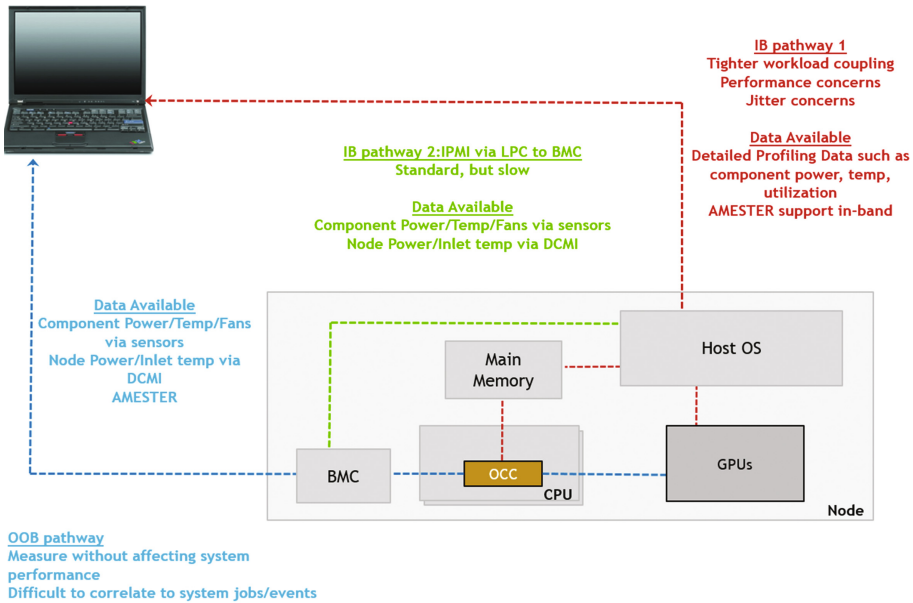 IB pathway 1
Tighter workload coupling
Performance concerns
Jitter concerns
Data Available
Detailed Profiling Data such as
component power, temp,
utilization
AMESTER support in-band
IB pathway 2:IPMI via LPC to BMC
Standard, but slow
Data Available
Component Power/Temp/Fans via sensors
Node Power/Inlet temp via DCMI
Data Available
Component Power/Temp/Fans
via sensors
Node Power/Inlet temp via
DCMI
AMESTER
Host OS
Main
Memory
BMC
OCC
CPU
GPUs
Node
OOB pathway
Measure without affecting system
performance
Difficult to correlate to system jobs/events